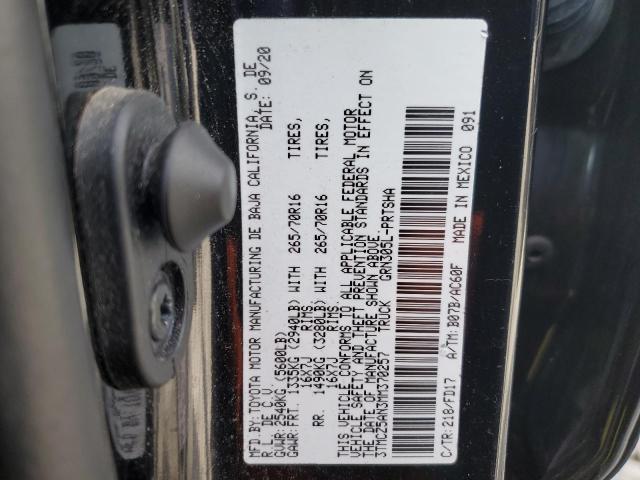 MFD.BY:TOYOTA MOTOR MANUFACTURING DE BAJA CALIFORNIA, S. DE
R.L. DE C.V. DATE: 09/20
GVWR:2540KG (5600LB)
GAWR:FRT. 1335KG (2940LB) WITH 265/70R16 TIRES,
16X7J RIMS
RR. 1490KG (3280LB) WITH 265/70R16 TIRES,
16X7J RIMS
THIS VEHICLE CONFORMS TO ALL APPLICABLE FEDERAL MOTOR
VEHICLE SAFETY AND THEFT PREVENTION STANDARDS IN EFFECT ON
THE DATE OF MANUFACTURE SHOWN ABOVE.
3TMCZ5AN3MM370257 TRUCK GRN305L-PRTSHA
C/TR:218/FD17 A/TM:B07B/AC60F MADE IN MEXICO 091